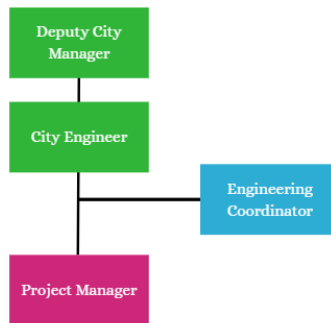 Deputy City
Manager
City Engineer
Engineering
Coordinator
Project Manager